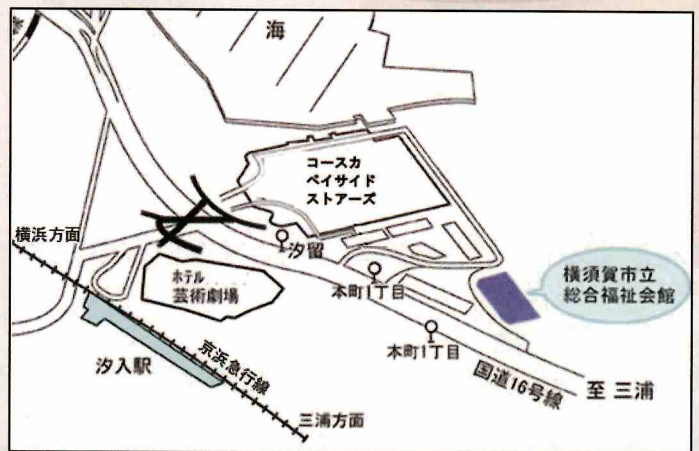 海
コースカ
ベイサイド
ストアーズ
横浜方面
汐留
ホテル
芸術劇場
本町1丁目
横須賀市立
総合福祉会館
本町1丁目
汐入駅
京浜急行線
国道16号線
至 三浦
三浦方面